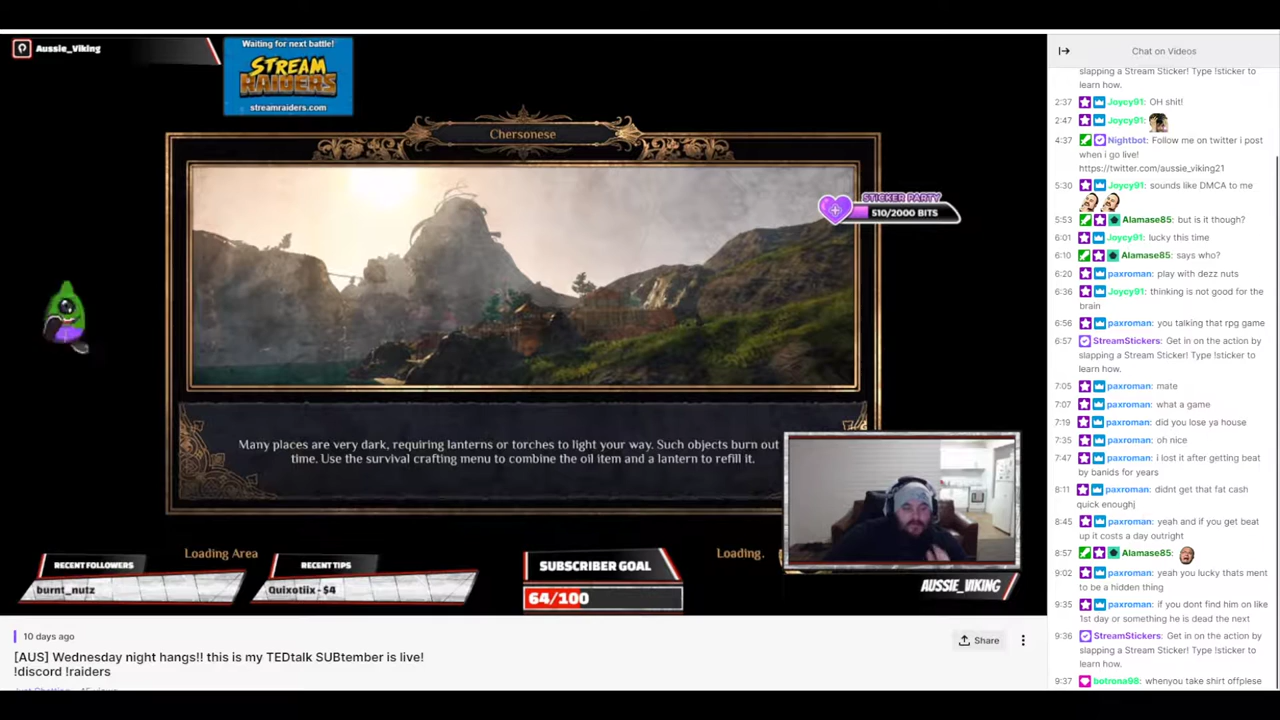 Aussie_Viking
Waiting for next battle!
STREAM
RAIDERS
streamraiders.com
Chersonese
STICKER PARTY
510/2000 BITS
Many places are very dark, requiring lanterns or torches to light your way. Such objects burn out
time. Use the survival crafting menu to combine the oil item and a lantern to refill it.
Loading Area
Loading.
RECENT FOLLOWERS
burnt_nutz
RECENT TIPS
Quixotiix - $4
SUBSCRIBER GOAL
64/100
AUSSIE_VIKING
10 days ago
Share
[AUS] Wednesday night hangs!! this is my TEDtalk SUBtember is live!
!discord !raiders
Chat on Videos
slapping a Stream Sticker! Type !sticker to
learn how.
2:37 Joycy91: OH shit!
2:47 Joycy91:
4:37 Nightbot: Follow me on twitter i post
when i go live!
https://twitter.com/aussie_viking21
5:30 Joycy91: sounds like DMCA to me
5:53 Alamase85: but is it though?
6:01 Joycy91: lucky this time
6:10 Alamase85: says who?
6:20 paxroman: play with dezz nuts
6:36 Joycy91: thinking is not good for the
brain
6:56 paxroman: you talking that rpg game
6:57 StreamStickers: Get in on the action by
slapping a Stream Sticker! Type !sticker to
learn how.
7:05 paxroman: mate
7:07 paxroman: what a game
7:19 paxroman: did you lose ya house
7:35 paxroman: oh nice
7:47 paxroman: i lost it after getting beat
by banids for years
8:11 paxroman: didnt get that fat cash
quick enoughj
8:45 paxroman: yeah and if you get beat
up it costs a day outright
8:57 Alamase85:
9:02 paxroman: yeah you lucky thats ment
to be a hidden thing
9:35 paxroman: if you dont find him on like
1st day or something he is dead the next
9:36 StreamStickers: Get in on the action by
slapping a Stream Sticker! Type !sticker to
learn how.
9:37 botrona98: whenyou take shirt offplese